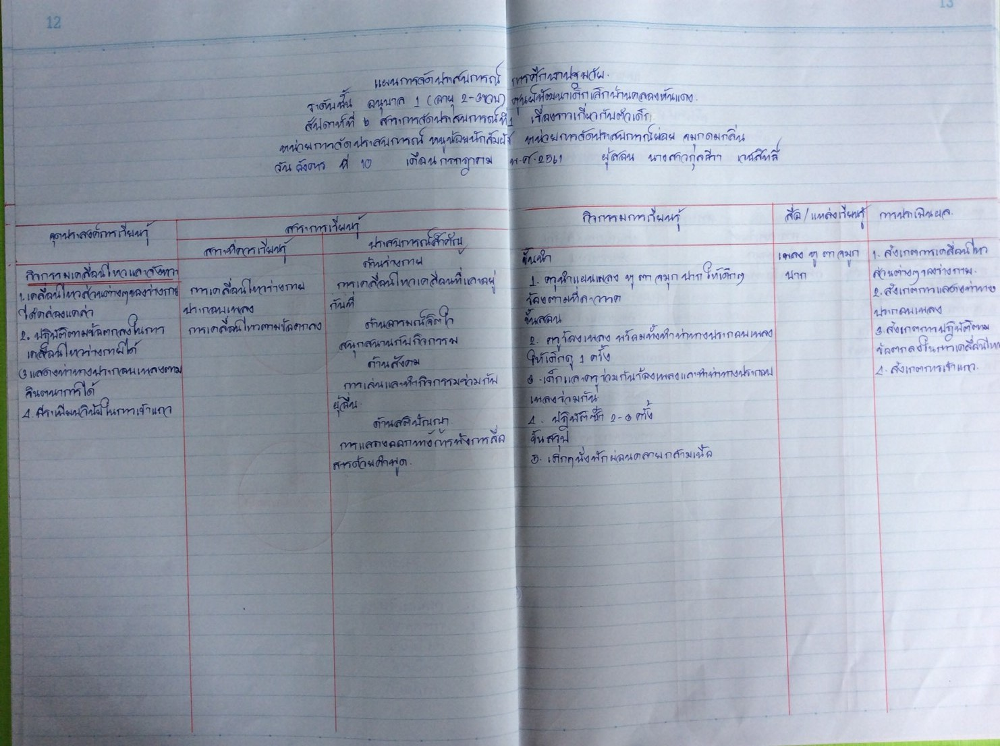 12
13
แผนการจัดประสบการณ์ การศึกษาปฐมวัย.
ระดับชั้น อนุบาล 1 (อายุ 2-3ขวบ) ศูนย์พัฒนาเด็กเล็กบ้านคลองหันแดง.
สัปดาห์ที่ ๖ สาระการจัดประสบการณ์ที่1 เรื่องราวเกี่ยวกับตัวเด็ก
หน่วยการจัดประสบการณ์ หนูน้อยนักสัมผัส หน่วยการจัดประสบการณ์ย่อย จมูกดมกลิ่น
วัน อังคาร ที่ 10 เดือน กรกฎาคม พ.ศ.2561 ผู้สอน นางสาว
จุดประสงค์การเรียนรู้
สาระการเรียนรู้
กิจกรรมการเรียนรู้
สื่อ/แหล่งเรียนรู้
การประเมินผล.
สาระที่ควรเรียนรู้
ประสบการณ์สำคัญ
กิจกรรมเคลื่อนไหวและจังหวะ
1. เคลื่อนไหวส่วนต่างๆของร่างกาย
ได้คล่องแคล่ว
2. ปฏิบัติตามข้อตกลงในการ
เคลื่อนไหวร่างกายได้
3 แสดงท่าทางประกอบเพลงตาม
จินตนาการได้
4. มีระเบียบวินัยในการเข้าแถว
การเคลื่อนไหวร่างกาย
ประกอบเพลง
การเคลื่อนไหวตามข้อตกลง
ด้านร่างกาย
การเคลื่อนไหวเคลื่อนที่และอยู่
กับที่
ด้านอารมณ์จิตใจ
สนุกสนานกับกิจกรรม
ด้านสังคม
การเล่นและทำกิจกรรมร่วมกับ
ผู้อื่น.
ด้านสติปัญญา.
การแสดงออกทางการฟังการสื่อ
สารด้วยคำพูด.
ขั้นนำ
1. ครูนำแผนเพลง หู ตา จมูก ปาก ให้เด็กๆ
ร้องตามทีละวรรค
ขั้นสอน
2. ครูร้องเพลง พร้อมทั้งทำท่าทางประกอบเพลง
ให้เด็กดู 1 ครั้ง
3. เด็กและครูร่วมกันร้องเพลงและทำท่าทางประกอบ
เพลงร่วมกัน
4. ปฏิบัติซ้ำ 2-3 ครั้ง
ขั้นสรุป
5. เด็กๆนั่งพักผ่อนคลายกล้ามเนื้อ
เพลง หู ตา จมูก
ปาก
1. สังเกตการเคลื่อนไหว
ส่วนต่างๆของร่างกาย.
2. สังเกตการแสดงท่าทาง
ประกอบเพลง
3. สังเกตการปฏิบัติตาม
ข้อตกลงในการเคลื่อนไหว
4. สังเกตการเข้าแถว.